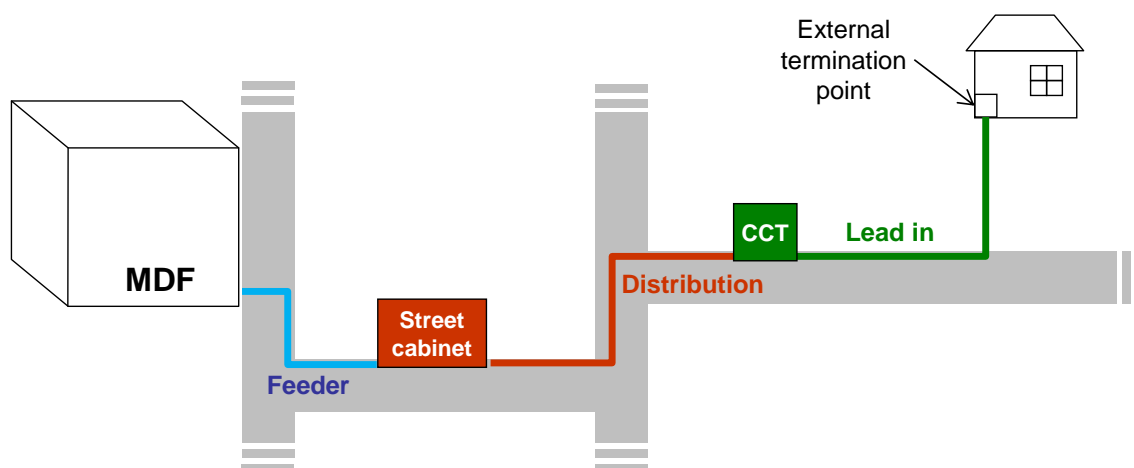 External
termination
point
CCT
Lead in
MDF
Distribution
Street
cabinet
Feeder